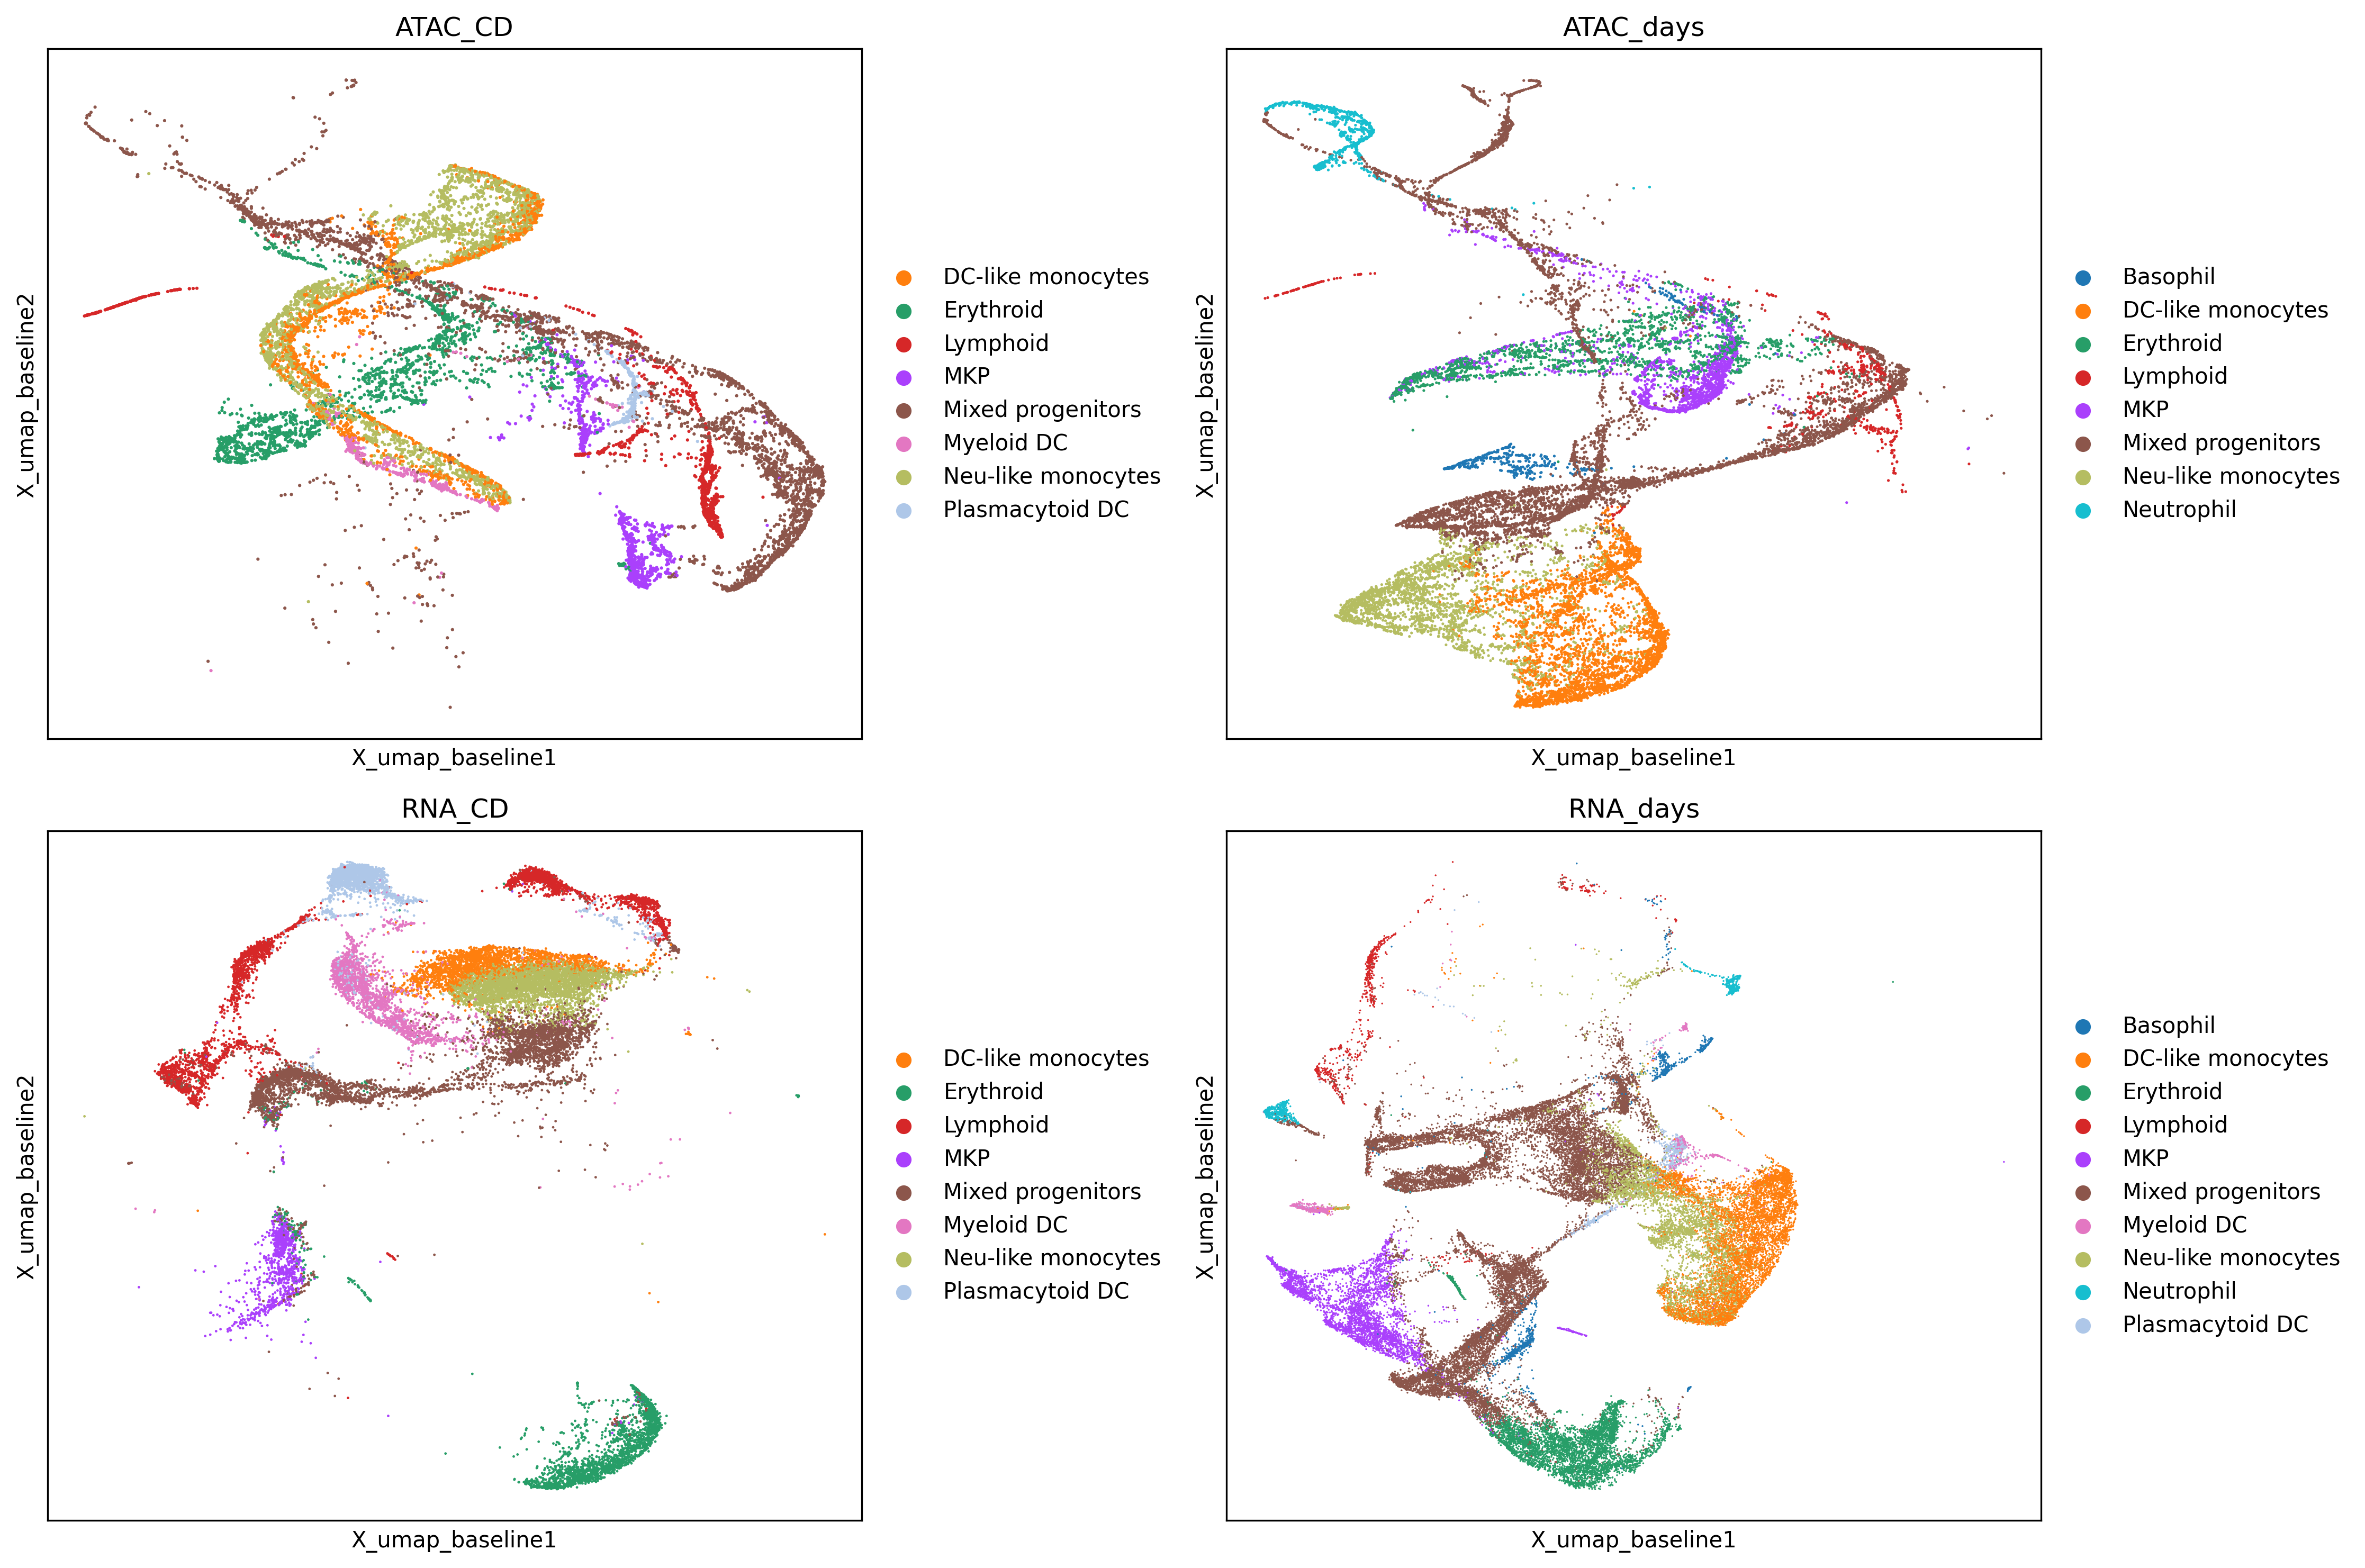 ATAC_CD
X_umap_baseline2
X_umap_baseline1
DC-like monocytes
Erythroid
Lymphoid
MKP
Mixed progenitors
Myeloid DC
Neu-like monocytes
Plasmacytoid DC
ATAC_days
X_umap_baseline2
X_umap_baseline1
Basophil
DC-like monocytes
Erythroid
Lymphoid
MKP
Mixed progenitors
Neu-like monocytes
Neutrophil
RNA_CD
X_umap_baseline2
X_umap_baseline1
DC-like monocytes
Erythroid
Lymphoid
MKP
Mixed progenitors
Myeloid DC
Neu-like monocytes
Plasmacytoid DC
RNA_days
X_umap_baseline2
X_umap_baseline1
Basophil
DC-like monocytes
Erythroid
Lymphoid
MKP
Mixed progenitors
Myeloid DC
Neu-like monocytes
Neutrophil
Plasmacytoid DC